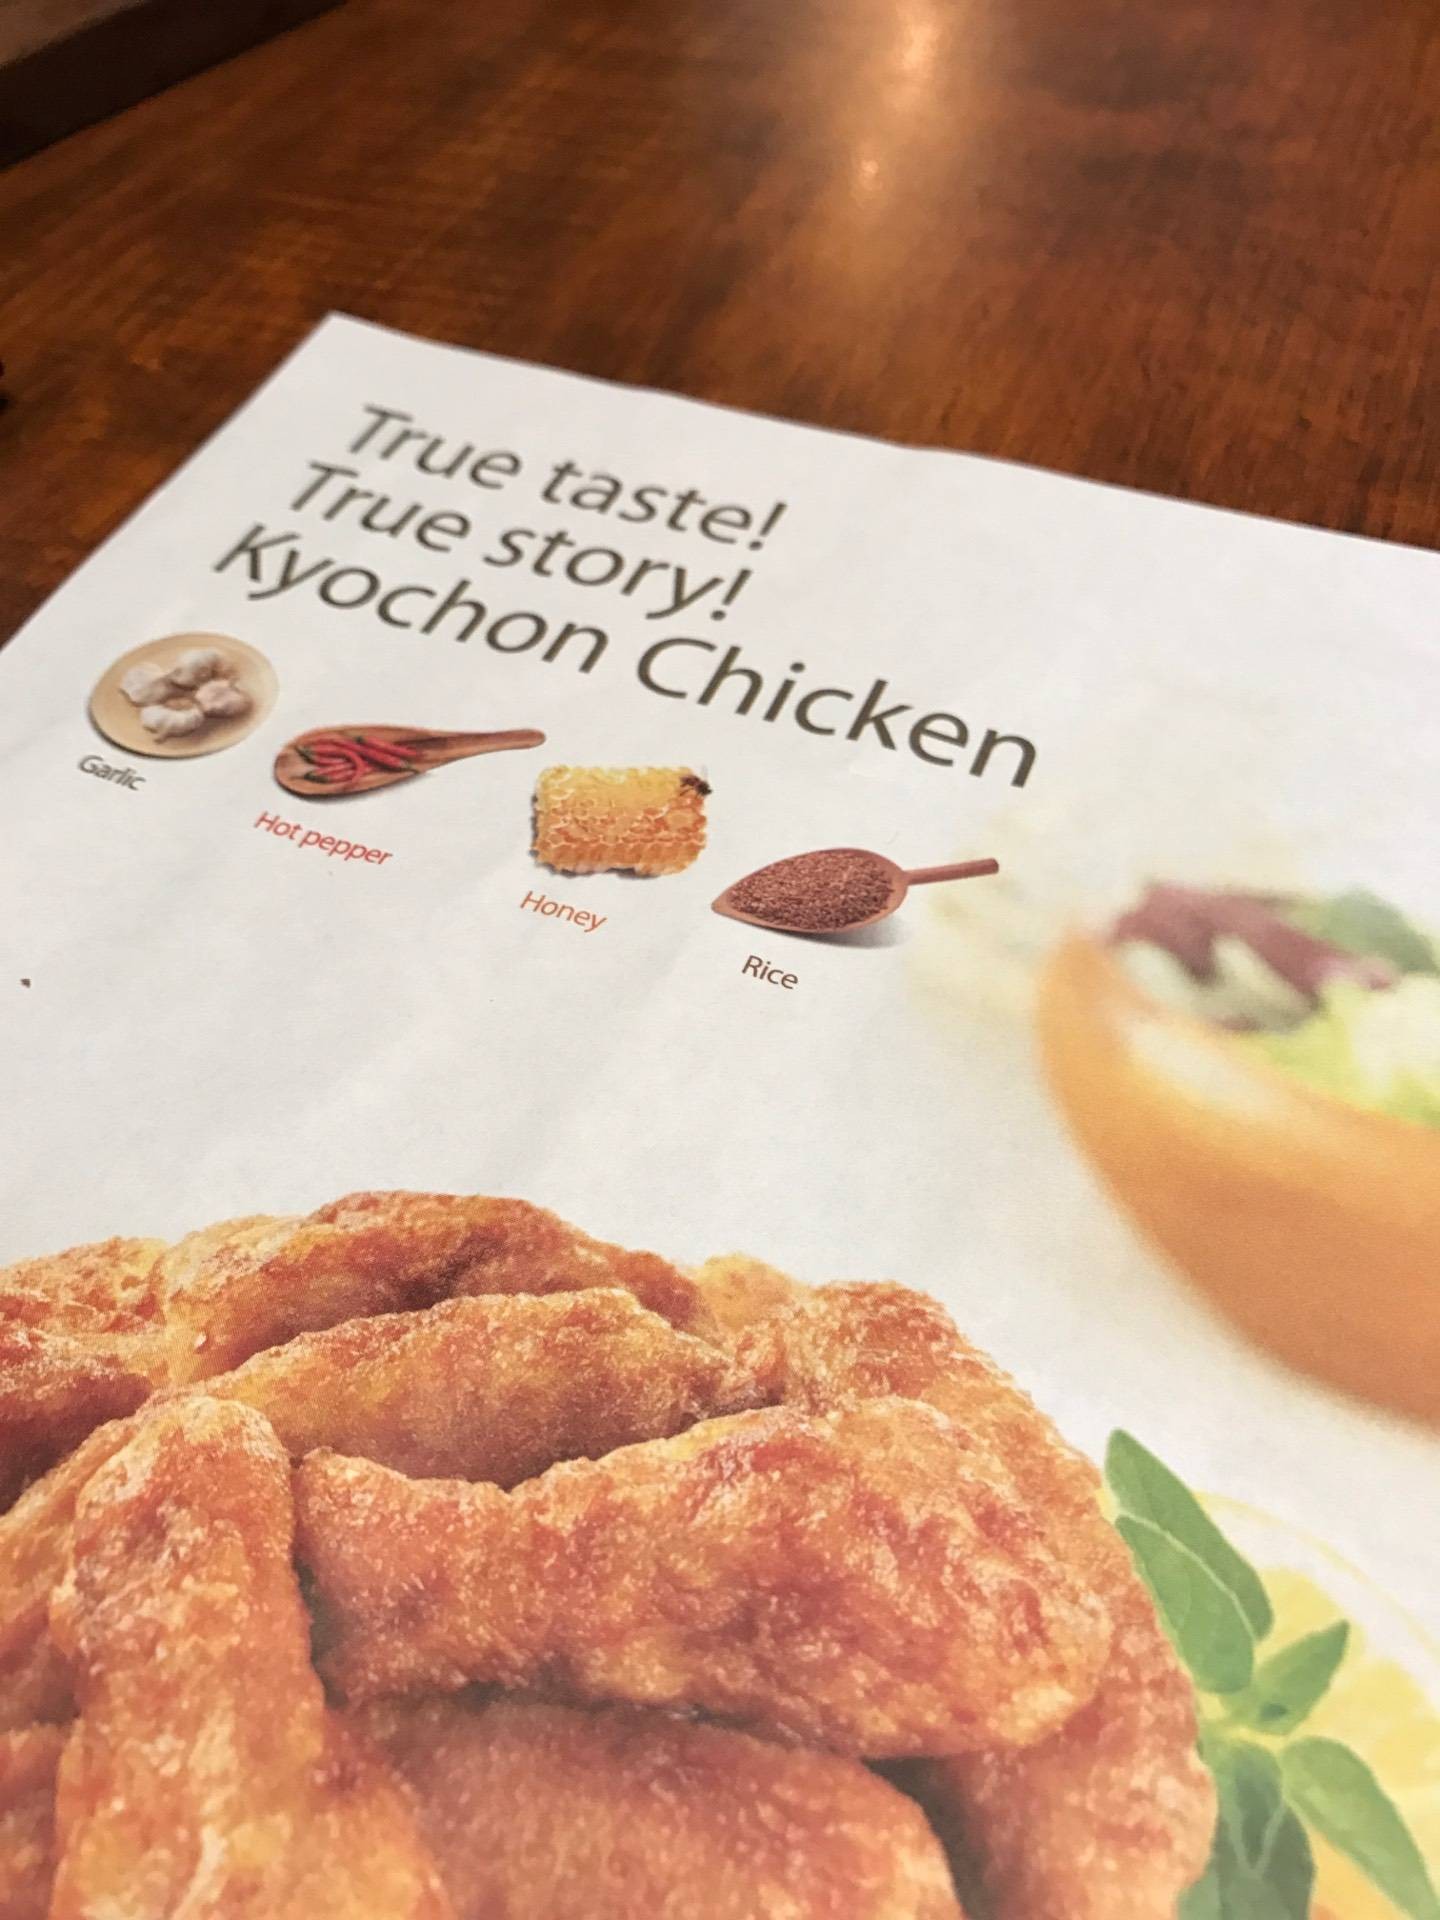 True taste!
True story!
Kyochon Chicken
Garlic
Hot pepper
Honey
Rice